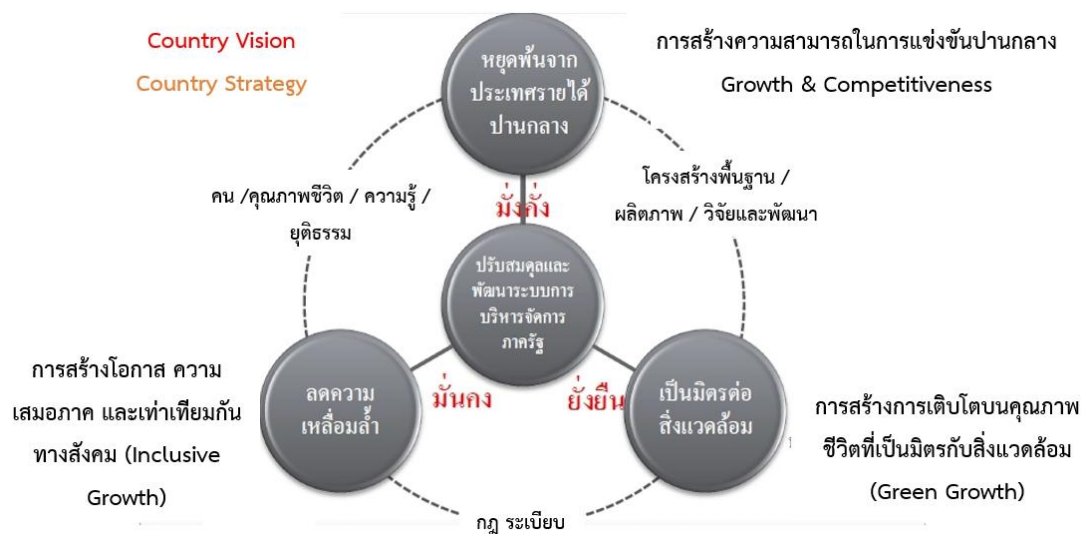 Country Vision
Country Strategy
หยุดพ้นจาก
ประเทศรายได้
ปานกลาง
การสร้างความสามารถในการแข่งขันปานกลาง
Growth & Competitiveness
คน /คุณภาพชีวิต / ความรู้ /
ยุติธรรม
โครงสร้างพื้นฐาน /
ผลิตภาพ / วิจัยและพัฒนา
มั่งคั่ง
ปรับสมดุลและ
พัฒนาระบบการ
บริหารจัดการ
ภาครัฐ
การสร้างโอกาส ความ
เสมอภาค และเท่าเทียมกัน
ทางสังคม (Inclusive
Growth)
ลดความ
เหลื่อมล้ำ
มั่นคง
ยั่งยืน
เป็นมิตรต่อ
สิ่งแวดล้อม
การสร้างการเติบโตบนคุณภาพ
ชีวิตที่เป็นมิตรกับสิ่งแวดล้อม
(Green Growth)
กฎ ระเบียบ